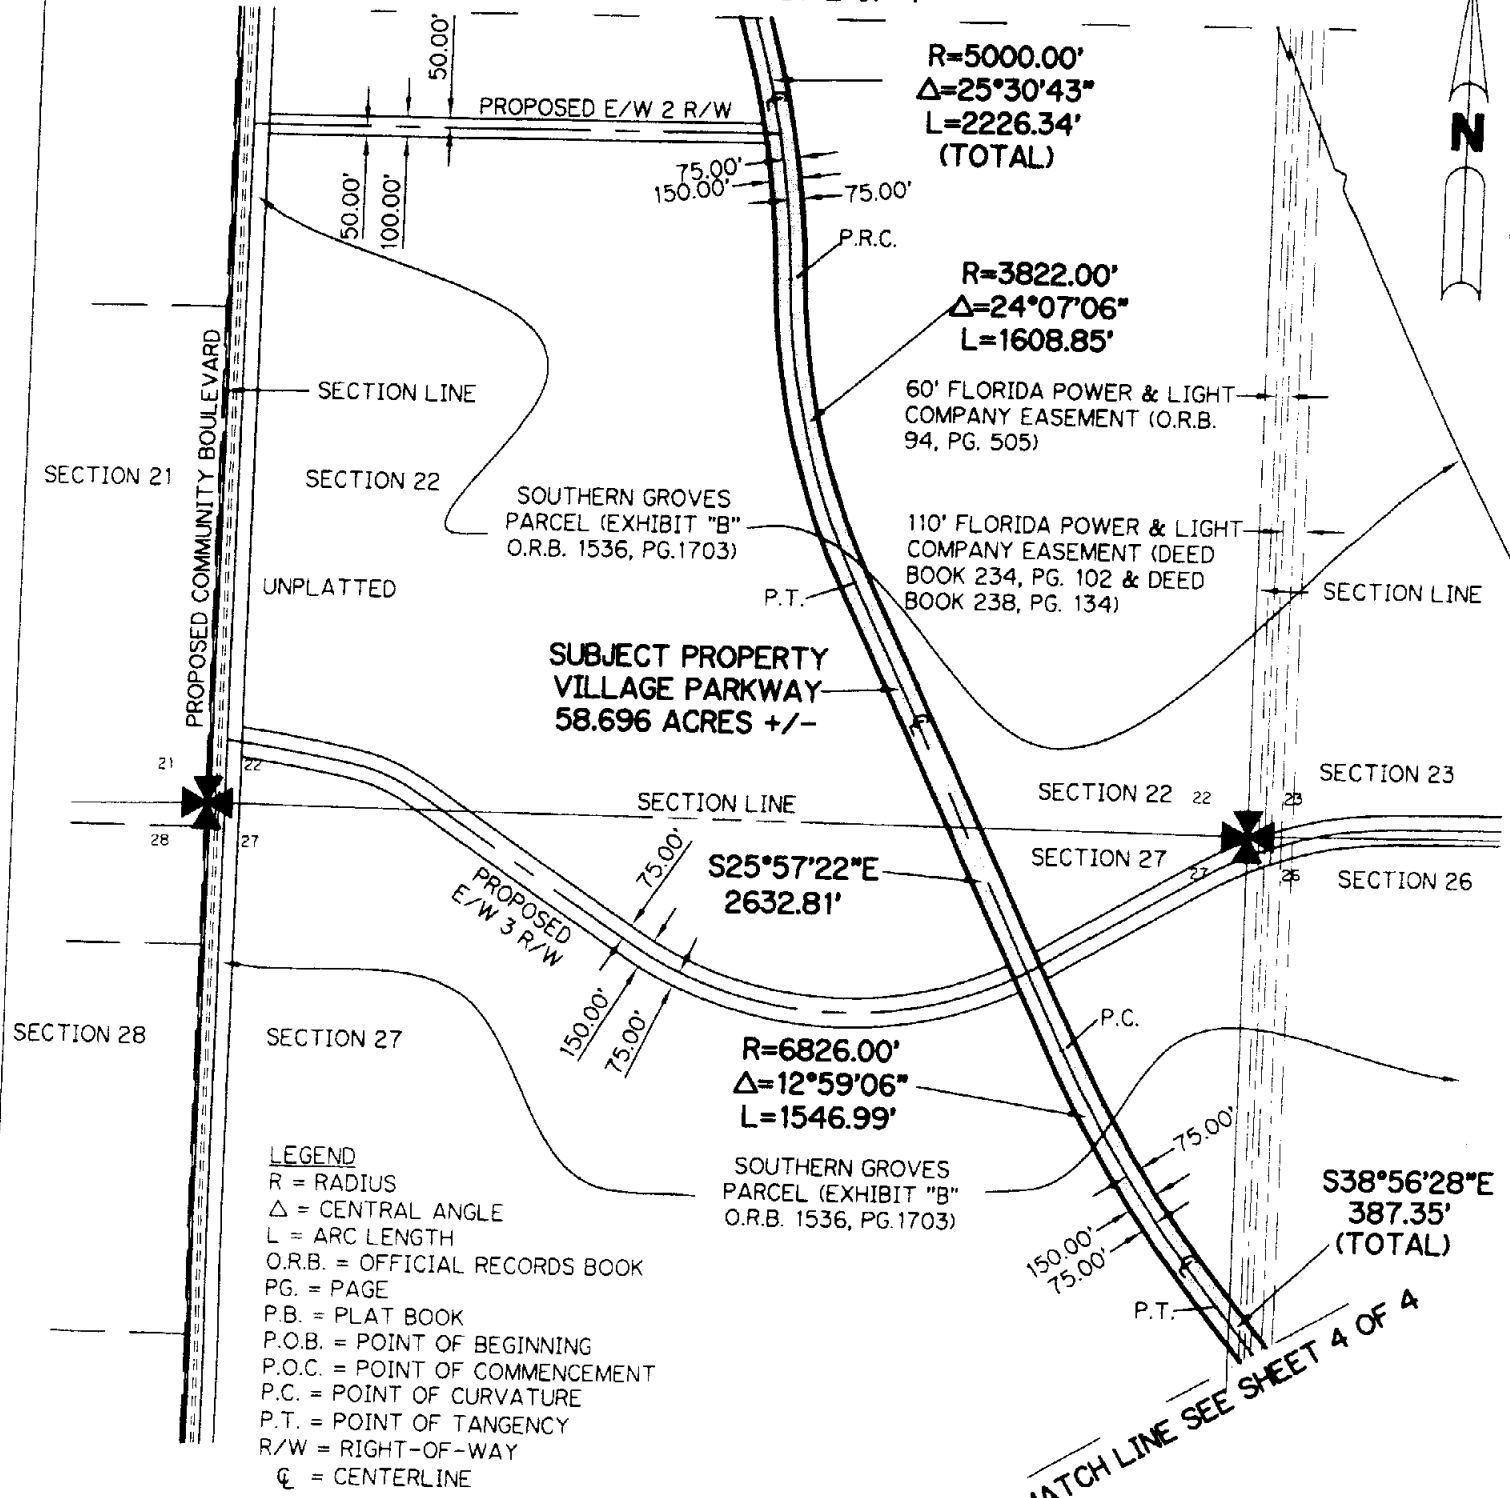 50.00'
PROPOSED E/W 2 R/W
50.00'
100.00'
75.00'
150.00'
75.00'
R=5000.00'
Δ=25°30'43"
L=2226.34'
(TOTAL)
N
P.R.C.
R=3822.00'
Δ=24°07'06"
L=1608.85'
SECTION LINE
PROPOSED COMMUNITY BOULEVARD
60' FLORIDA POWER & LIGHT
COMPANY EASEMENT (O.R.B.
94, PG. 505)
SECTION 21
SECTION 22
SOUTHERN GROVES
PARCEL (EXHIBIT "B"
O.R.B. 1536, PG.1703)
110' FLORIDA POWER & LIGHT
COMPANY EASEMENT (DEED
BOOK 234, PG. 102 & DEED
BOOK 238, PG. 134)
UNPLATTED
P.T.
SECTION LINE
SUBJECT PROPERTY
VILLAGE PARKWAY
58.696 ACRES +/-
21
22
28
27
SECTION LINE
SECTION 22
22
23
SECTION 23
SECTION 27
27
26
SECTION 26
75.00'
S25°57'22"E
2632.81'
PROPOSED
E/W 3 R/W
150.00'
75.00'
SECTION 28
SECTION 27
P.C.
R=6826.00'
Δ=12°59'06"
L=1546.99'
75.00'
SOUTHERN GROVES
PARCEL (EXHIBIT "B"
O.R.B. 1536, PG.1703)
150.00'
75.00'
S38°56'28"E
387.35'
(TOTAL)
P.T.
LEGEND
R = RADIUS
Δ = CENTRAL ANGLE
L = ARC LENGTH
O.R.B. = OFFICIAL RECORDS BOOK
PG. = PAGE
P.B. = PLAT BOOK
P.O.B. = POINT OF BEGINNING
P.O.C. = POINT OF COMMENCEMENT
P.C. = POINT OF CURVATURE
P.T. = POINT OF TANGENCY
R/W = RIGHT-OF-WAY
℄ = CENTERLINE
MATCH LINE SEE SHEET 4 OF 4